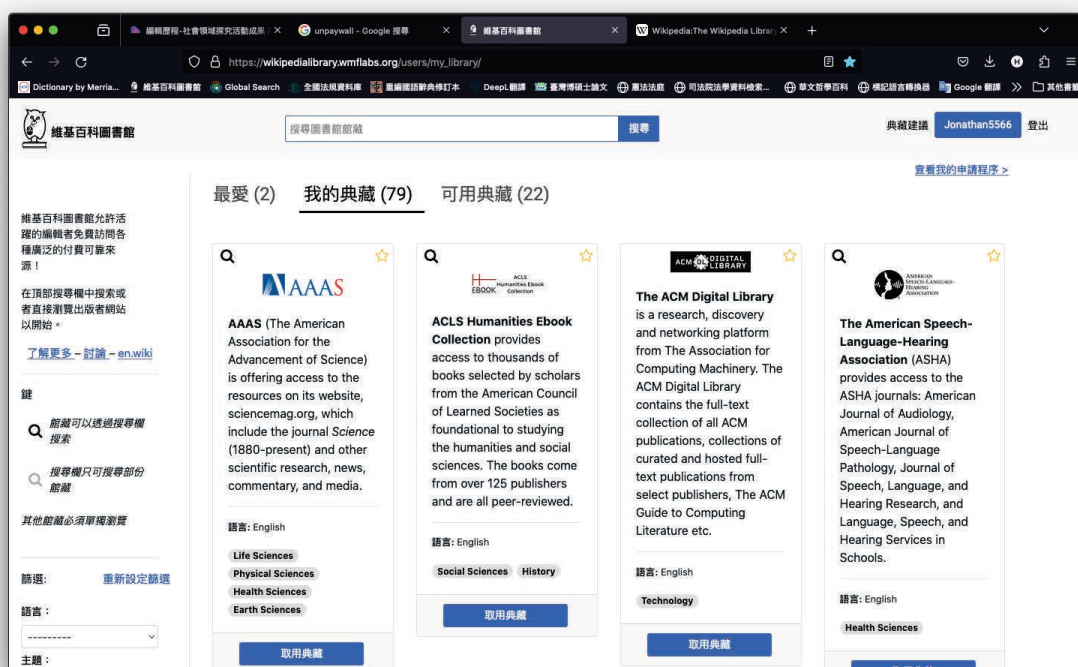 編輯歷程-社會領域探究活動成果
unpaywall - Google 搜尋
維基百科圖書館
Wikipedia:The Wikipedia Library
https://wikipedialibrary.wmflabs.org/users/my_library/
Dictionary by Merria...
維基百科圖書館
Global Search
全國法規資料庫
重編國語辭典修訂本
DeepL翻譯
臺灣博碩士論文
憲法法庭
司法院法學資料檢索...
華文哲學百科
標記語言轉換器
Google 翻譯
維基百科圖書館
搜尋圖書館館藏
搜尋
典藏建議
Jonathan5566
登出
查看我的申請程序 >
最愛 (2)
我的典藏 (79)
可用典藏 (22)
維基百科圖書館允許活
躍的編輯者免費訪問各
種廣泛的付費可靠來
源！
在頂部搜尋欄中搜索或
者直接瀏覽出版者網站
以開始。
了解更多 – 討論 – en.wiki
鍵
館藏可以透過搜尋欄
搜索
搜尋欄只可搜尋部份
館藏
其他館藏必須單獨瀏覽
篩選:
重新設定篩選
語言：
---------
主題：
AAAS
AAAS (The American
Association for the
Advancement of Science)
is offering access to the
resources on its website,
sciencemag.org, which
include the journal Science
(1880-present) and other
scientific research, news,
commentary, and media.
語言: English
Life Sciences
Physical Sciences
Health Sciences
Earth Sciences
取用典藏
ACLS
Humanities Ebook
EBOOK Collection
ACLS Humanities Ebook
Collection provides
access to thousands of
books selected by scholars
from the American Council
of Learned Societies as
foundational to studying
the humanities and social
sciences. The books come
from over 125 publishers
and are all peer-reviewed.
語言: English
Social Sciences History
取用典藏
ACM DL DIGITAL
LIBRARY
The ACM Digital Library
is a research, discovery
and networking platform
from The Association for
Computing Machinery. The
ACM Digital Library
contains the full-text
collection of all ACM
publications, collections of
curated and hosted full-
text publications from
select publishers, The ACM
Guide to Computing
Literature etc.
語言: English
Technology
取用典藏
AMERICAN
SPEECH-LANGUAGE-
HEARING
ASSOCIATION
The American Speech-
Language-Hearing
Association (ASHA)
provides access to the
ASHA journals: American
Journal of Audiology,
American Journal of
Speech-Language
Pathology, Journal of
Speech, Language, and
Hearing Research, and
Language, Speech, and
Hearing Services in
Schools.
語言: English
Health Sciences